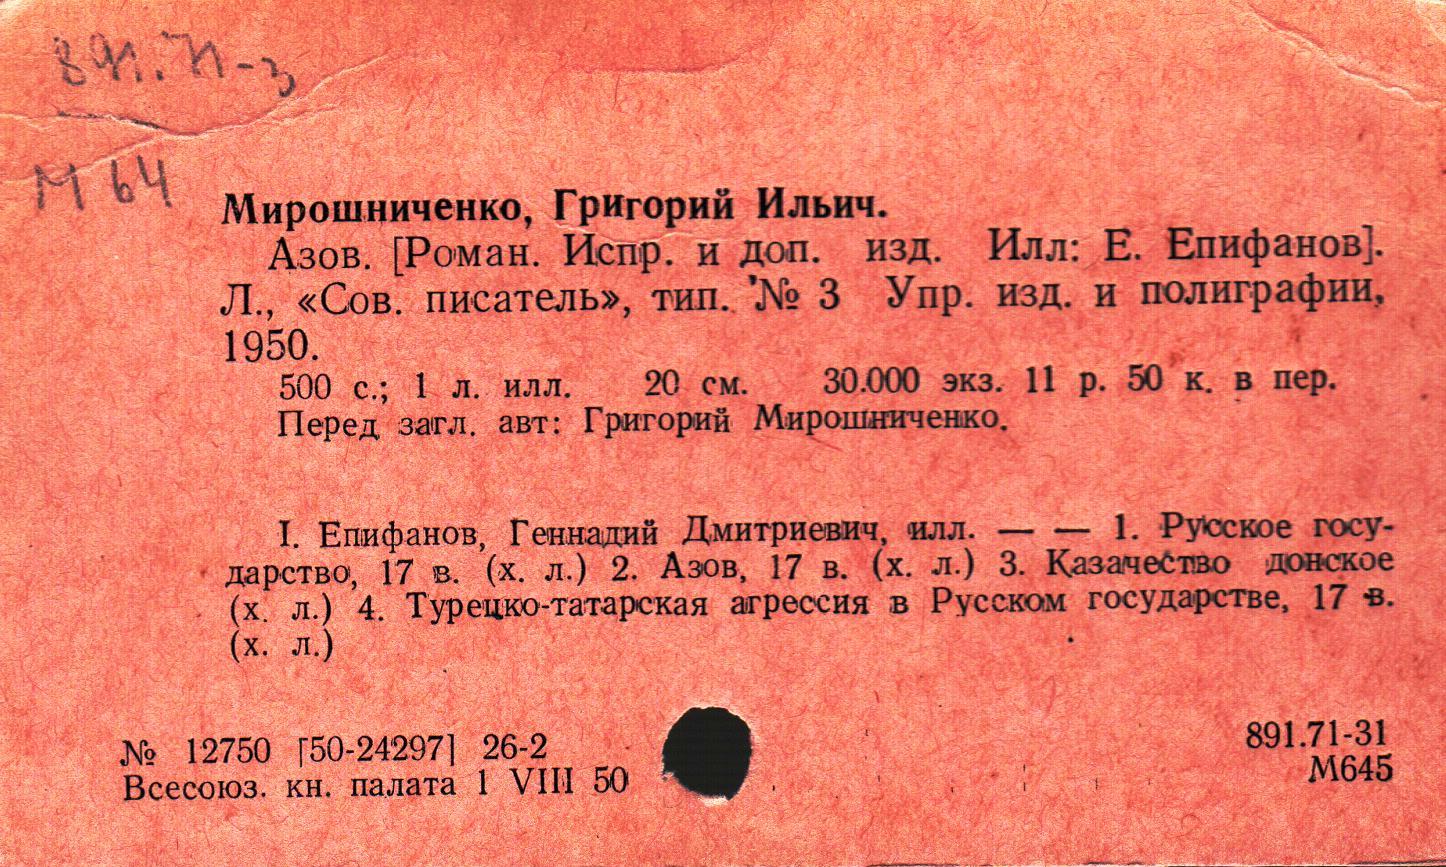 891.71-3
М 64
Мирошниченко, Григорий Ильич.
Азов. [Роман. Испр. и доп. изд. Илл: Е. Епифанов].
Л., «Сов. писатель», тип. № 3 Упр. изд. и полиграфии,
1950.
500 с.; 1 л. илл. 20 см. 30.000 экз. 11 р. 50 к. в пер.
Перед загл. авт: Григорий Мирошниченко.
I. Епифанов, Геннадий Дмитриевич, илл. — — 1. Русское госу-
дарство, 17 в. (х. л.) 2. Азов, 17 в. (х. л.) 3. Казачество донское
(х. л.) 4. Турецко-татарская агрессия в Русском государстве, 17 в.
(х. л.)
№ 12750 [50-24297] 26-2
891.71-31
Всесоюз. кн. палата 1 VIII 50
М645